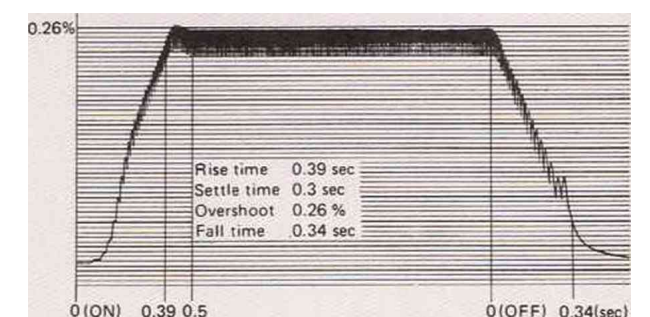 0.26%
Rise time 0.39 sec
Settle time 0.3 sec
Overshoot 0.26 %
Fall time 0.34 sec
0 (ON) 0.39 0.5 0 (OFF) 0.34(sec)